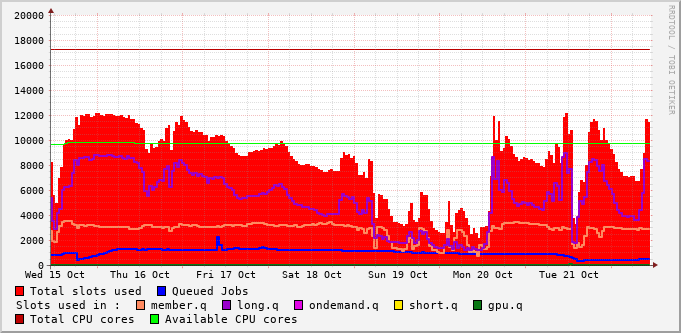 20000
18000
16000
14000
12000
10000
8000
6000
4000
2000
0
Wed 15 Oct Thu 16 Oct Fri 17 Oct Sat 18 Oct Sun 19 Oct Mon 20 Oct Tue 21 Oct
Total slots used Queued Jobs
Slots used in : member.q long.q ondemand.q short.q gpu.q
Total CPU cores Available CPU cores
RRDTOOL / TOBI OETIKER